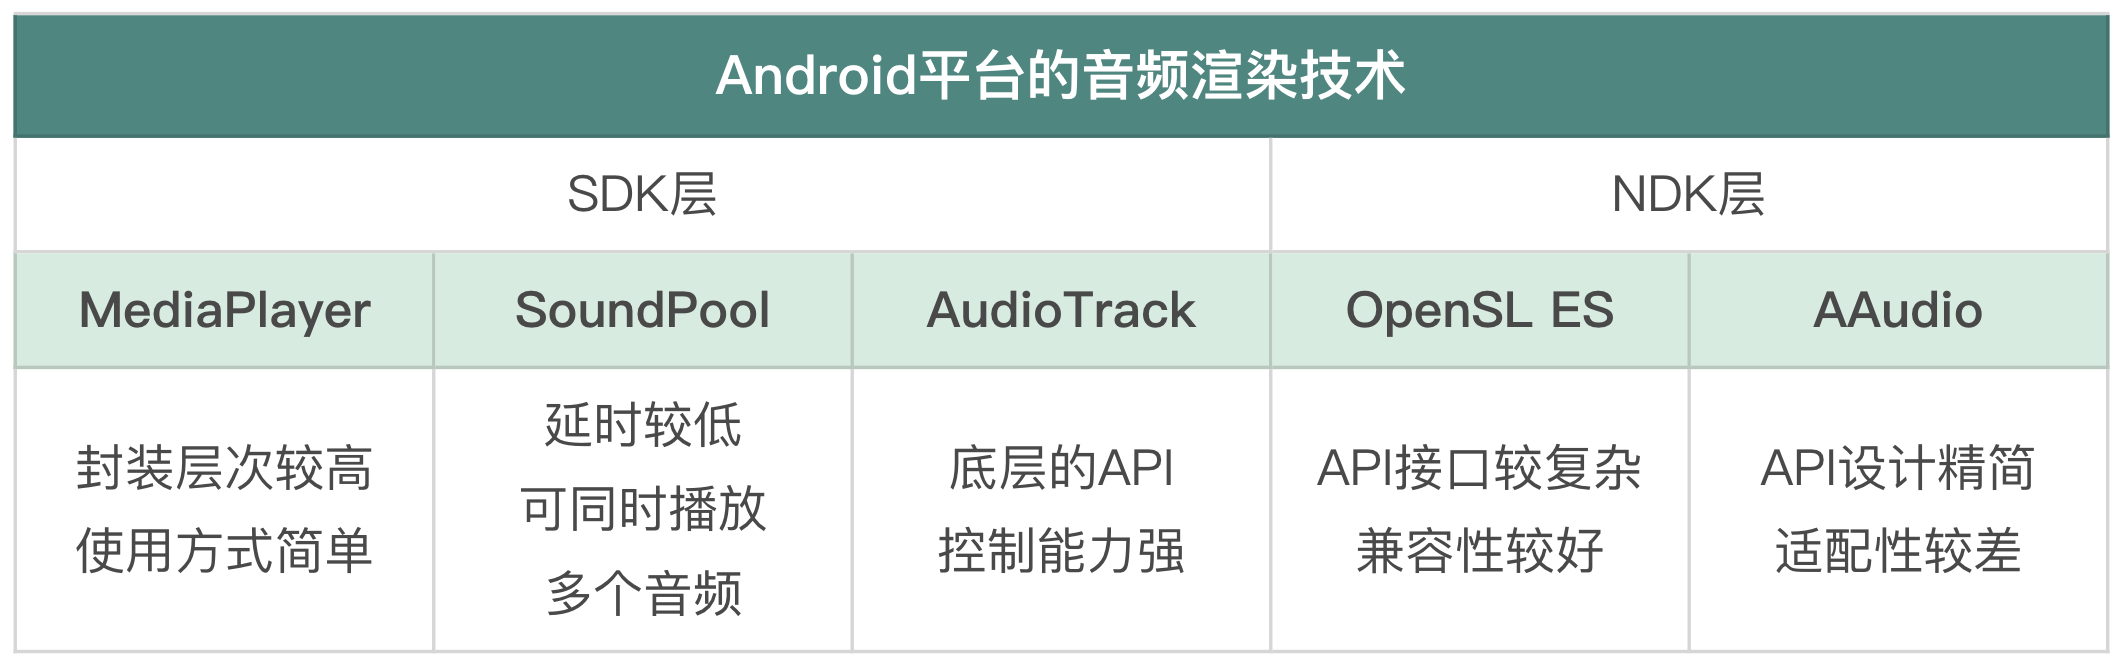 Android平台的音频渲染技术
SDK层
NDK层
MediaPlayer
SoundPool
AudioTrack
OpenSL ES
AAudio
封装层次较高
使用方式简单
延时较低
可同时播放
多个音频
底层的API
控制能力强
API接口较复杂
兼容性较好
API设计精简
适配性较差